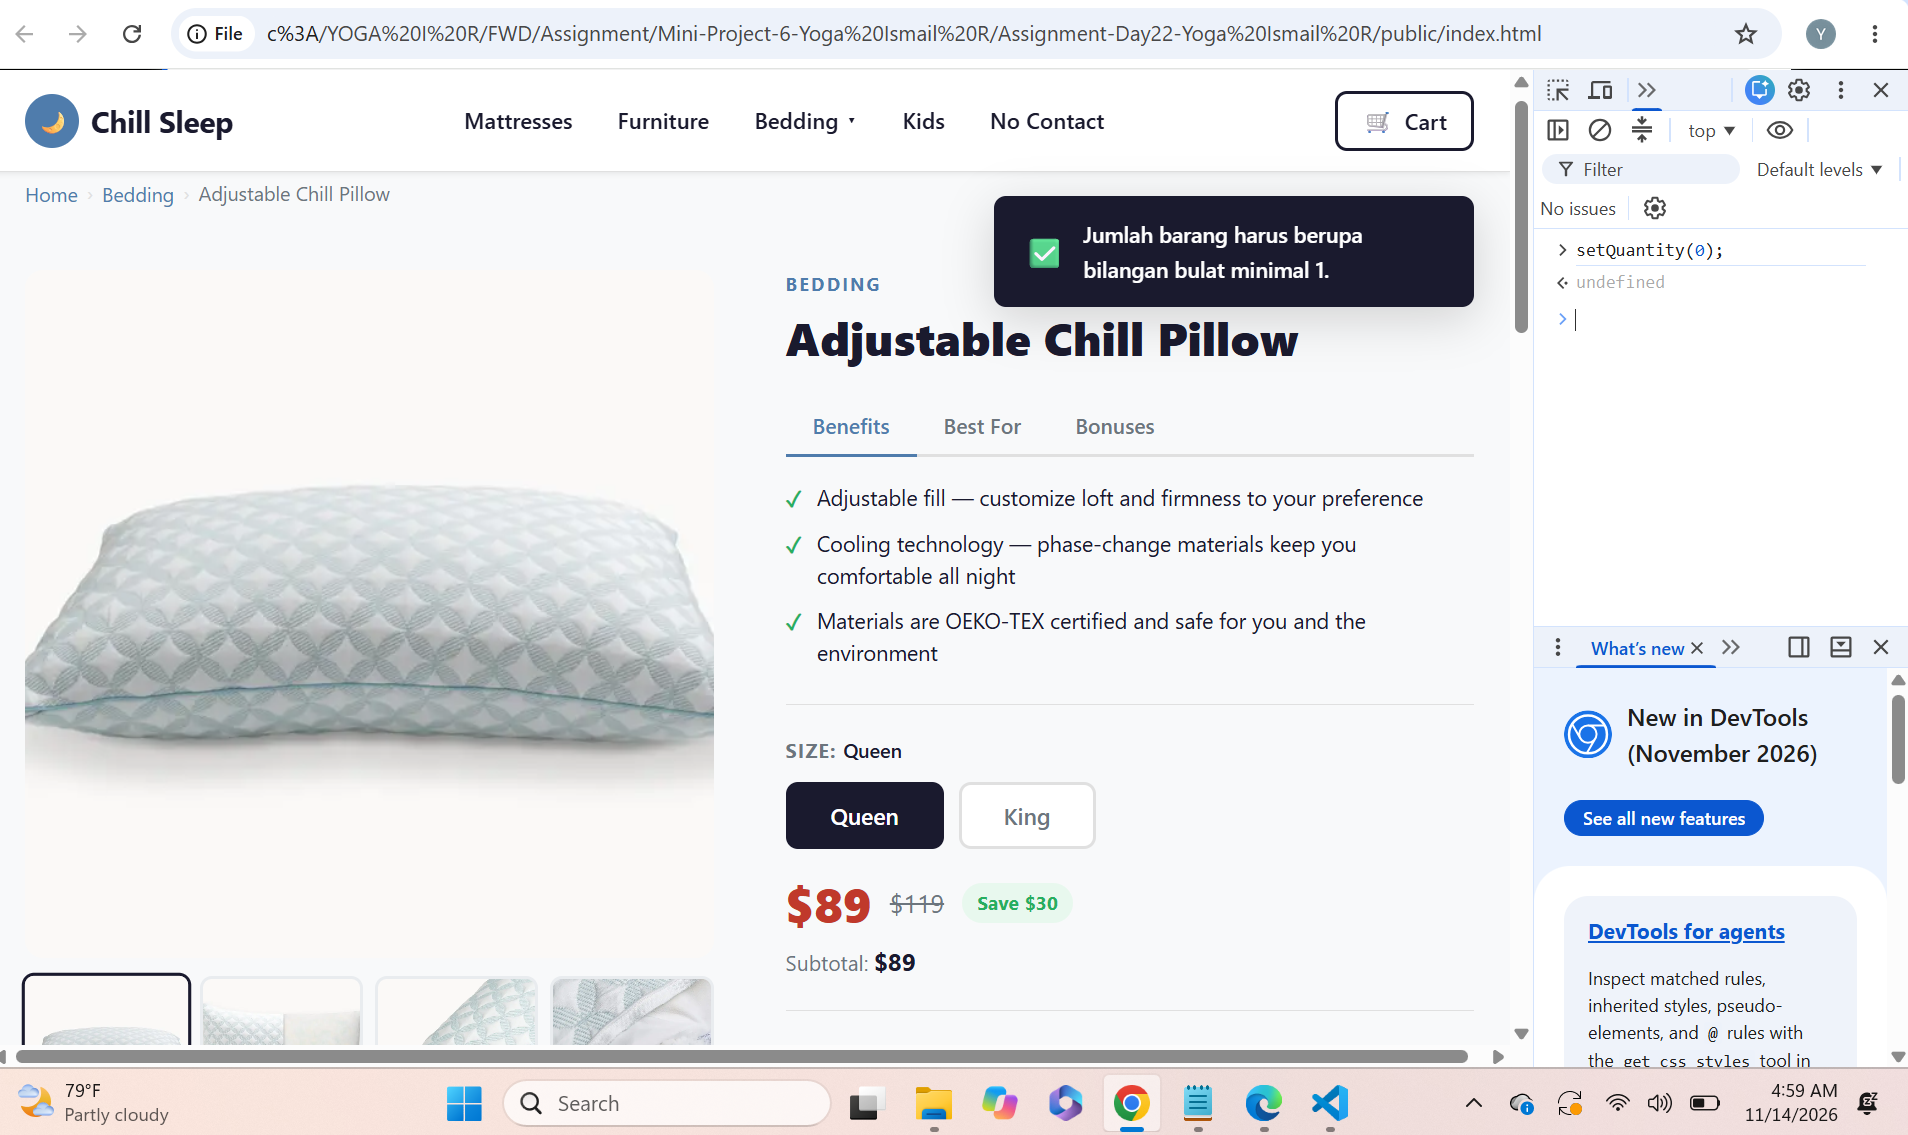 File
c%3A/YOGA%20I%20R/FWD/Assignment/Mini-Project-6-Yoga%20Ismail%20R/Assignment-Day22-Yoga%20Ismail%20R/public/index.html
Y
Chill Sleep
Mattresses
Furniture
Bedding
Kids
No Contact
Cart
Home › Bedding › Adjustable Chill Pillow
Jumlah barang harus berupa
bilangan bulat minimal 1.
BEDDING
Adjustable Chill Pillow
Benefits
Best For
Bonuses
Adjustable fill — customize loft and firmness to your preference
Cooling technology — phase-change materials keep you
comfortable all night
Materials are OEKO-TEX certified and safe for you and the
environment
SIZE: Queen
Queen
King
$89 $119 Save $30
Subtotal: $89
top
Filter
Default levels
No issues
setQuantity(0);
undefined
What's new
New in DevTools
(November 2026)
See all new features
DevTools for agents
Inspect matched rules,
inherited styles, pseudo-
elements, and @ rules with
the get_css_styles tool in
79°F
Partly cloudy
Search
4:59 AM
11/14/2026